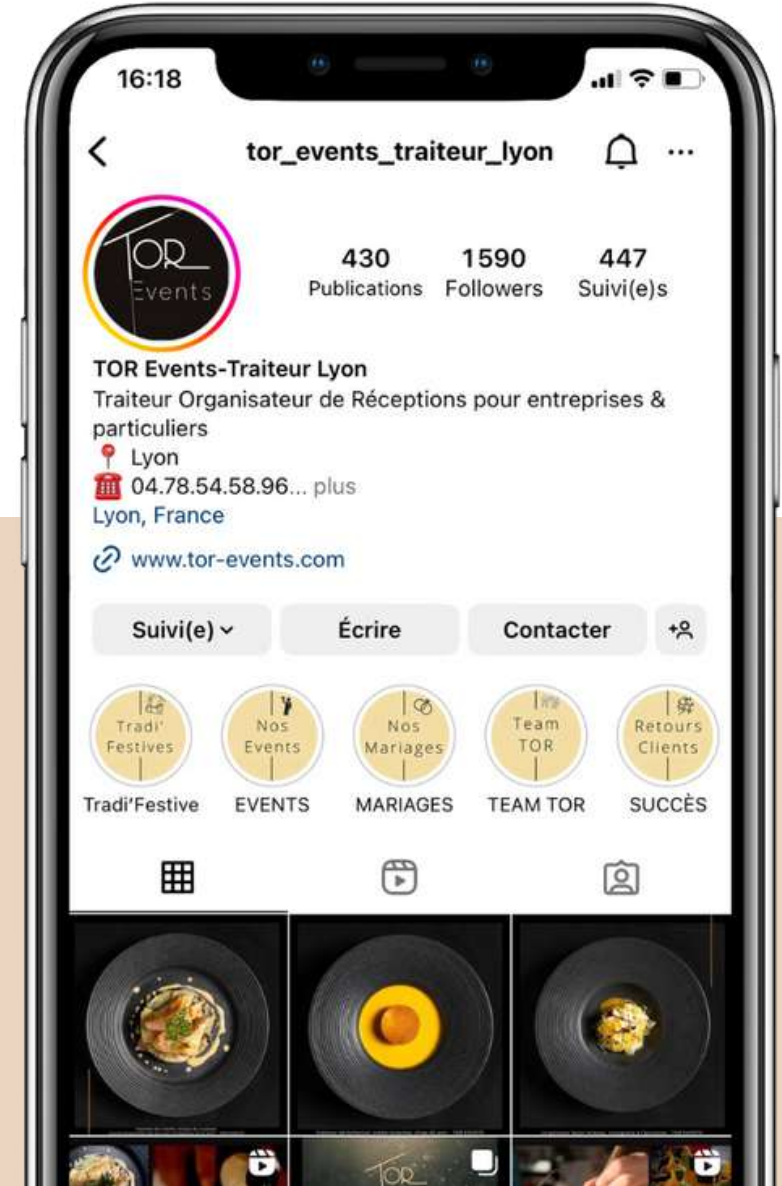 16:18
tor_events_traiteur_lyon
TOR
Events
430
1590
447
Publications
Followers
Suivi(e)s
TOR Events-Traiteur Lyon
Traiteur Organisateur de Réceptions pour entreprises &
particuliers
Lyon
04.78.54.58.96... plus
Lyon, France
www.tor-events.com
Suivi(e)
Écrire
Contacter
Tradi'
Festives
Nos
Events
Nos
Mariages
Team
TOR
Retours
Clients
Tradi'Festive
EVENTS
MARIAGES
TEAM TOR
SUCCÈS
TOR